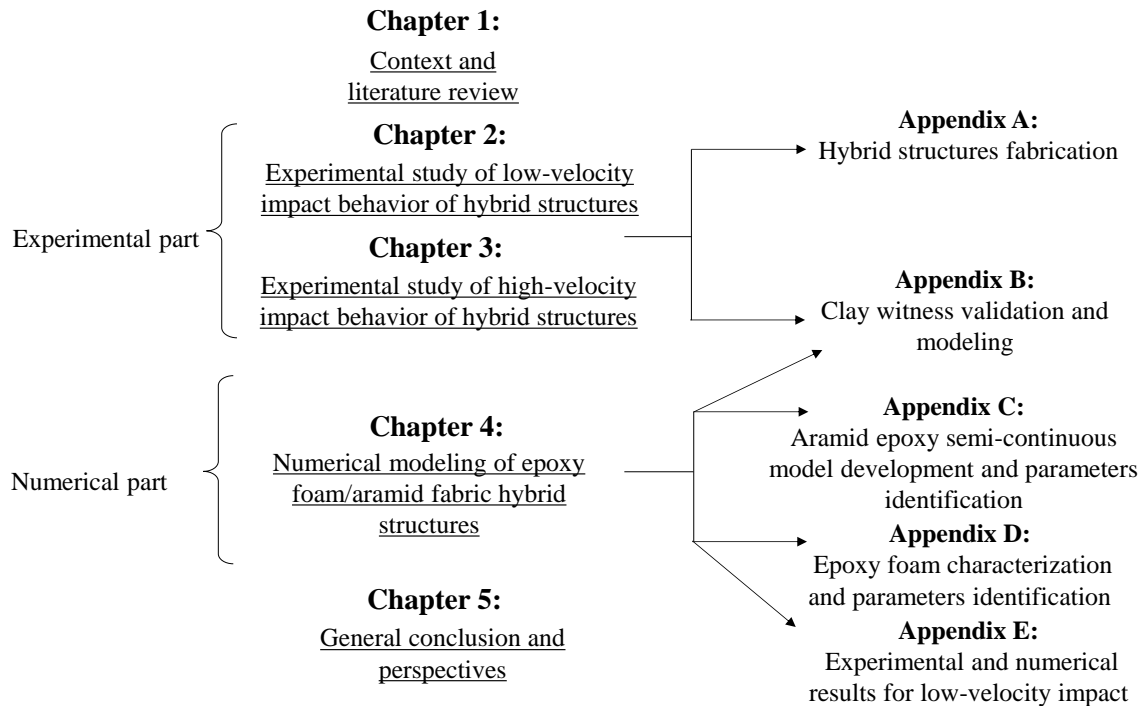 Chapter 1:
Context and
literature review
Experimental part
Chapter 2:
Experimental study of low-velocity
impact behavior of hybrid structures
Chapter 3:
Experimental study of high-velocity
impact behavior of hybrid structures
Appendix A:
Hybrid structures fabrication
Appendix B:
Clay witness validation and
modeling
Numerical part
Chapter 4:
Numerical modeling of epoxy
foam/aramid fabric hybrid
structures
Appendix C:
Aramid epoxy semi-continuous
model development and parameters
identification
Appendix D:
Epoxy foam characterization
and parameters identification
Appendix E:
Experimental and numerical
results for low-velocity impact
Chapter 5:
General conclusion and
perspectives